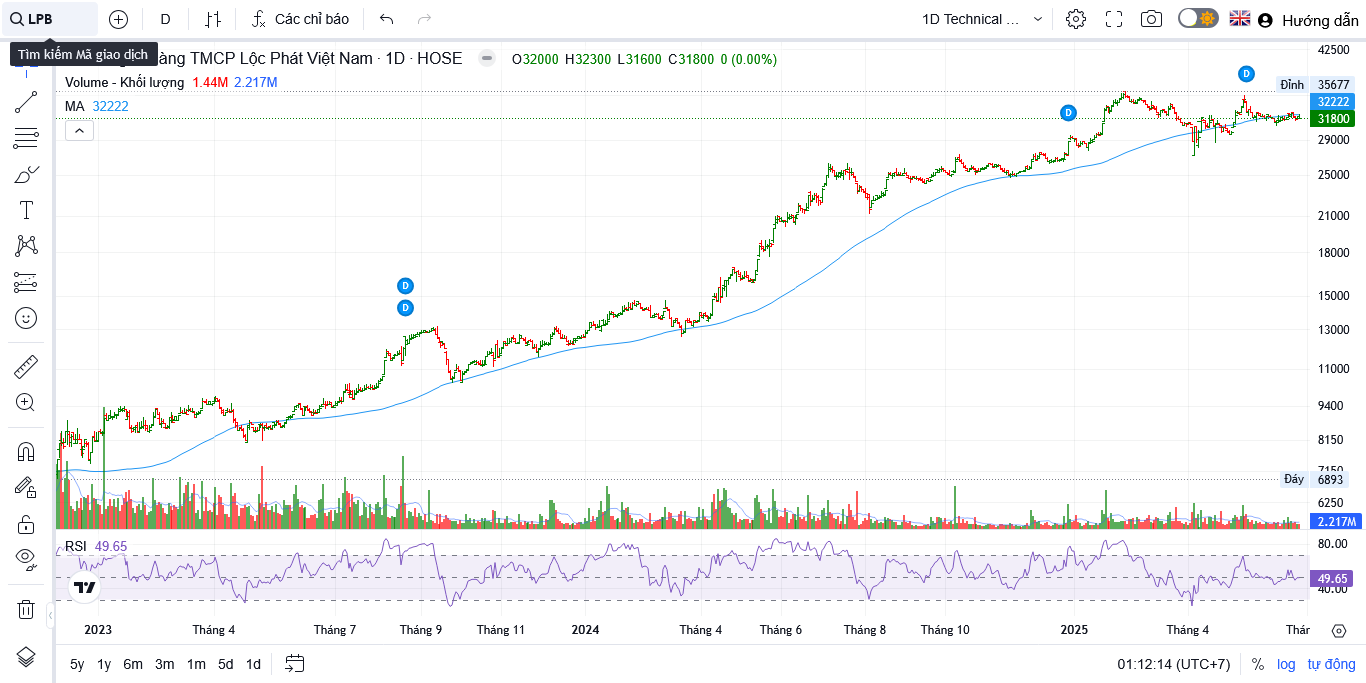 LPB D Các chỉ báo 1D Technical ... Hướng dẫn
Tìm kiếm Mã giao dịch
àng TMCP Lộc Phát Việt Nam · 1D · HOSE O32000 H32300 L31600 C31800 0 (0.00%)
Volume - Khối lượng 1.44M 2.217M
MA 32222
D
D
D
D
42500
Đỉnh 35677
32222
31800
29000
25000
21000
18000
15000
13000
11000
9400
8150
7150
Đáy 6893
6250
2.217M
RSI 49.65
80.00
49.65
40.00
2023 Tháng 4 Tháng 7 Tháng 9 Tháng 11 2024 Tháng 4 Tháng 6 Tháng 8 Tháng 10 2025 Tháng 4 Thár
5y 1y 6m 3m 1m 5d 1d 01:12:14 (UTC+7) % log tự động